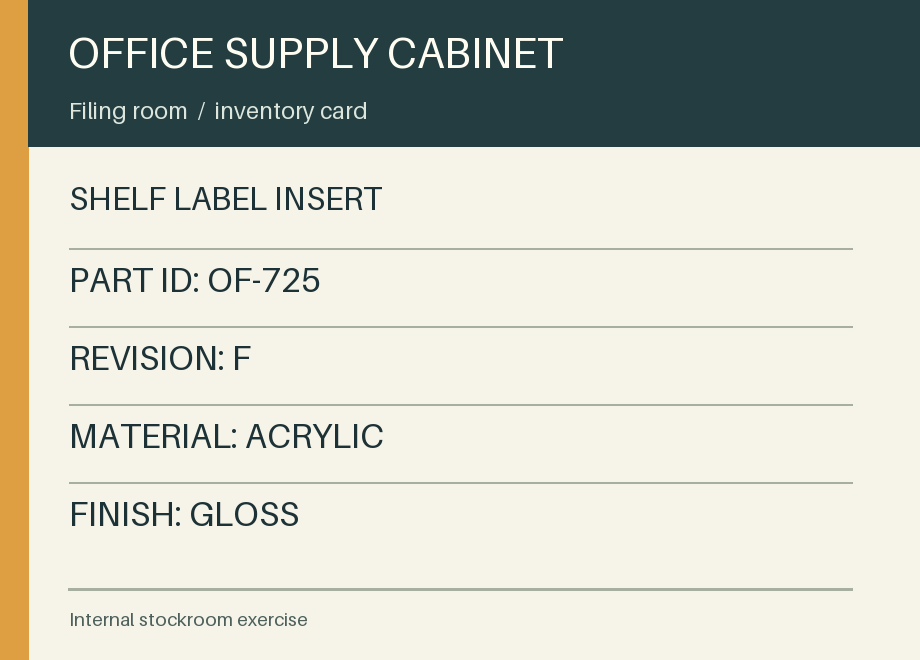 OFFICE SUPPLY CABINET
Filing room / inventory card
SHELF LABEL INSERT
PART ID: OF-725
REVISION: F
MATERIAL: ACRYLIC
FINISH: GLOSS
Internal stockroom exercise